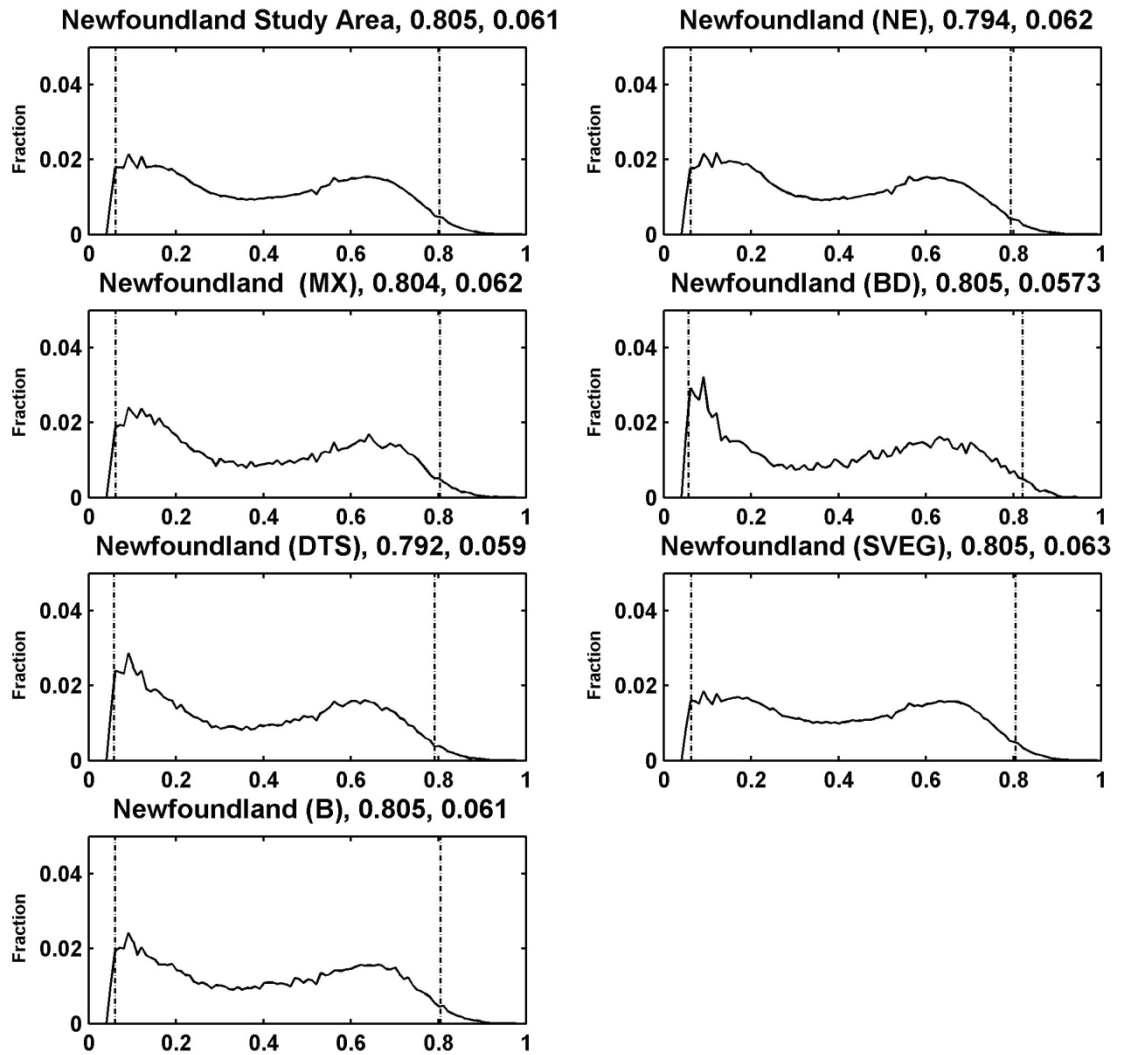 Newfoundland Study Area, 0.805, 0.061
Fraction
0.04
0.02
0
0 0.2 0.4 0.6 0.8 1
Newfoundland (NE), 0.794, 0.062
Fraction
0.04
0.02
0
0 0.2 0.4 0.6 0.8 1
Newfoundland (MX), 0.804, 0.062
Fraction
0.04
0.02
0
0 0.2 0.4 0.6 0.8 1
Newfoundland (BD), 0.805, 0.0573
Fraction
0.04
0.02
0
0 0.2 0.4 0.6 0.8 1
Newfoundland (DTS), 0.792, 0.059
Fraction
0.04
0.02
0
0 0.2 0.4 0.6 0.8 1
Newfoundland (SVEG), 0.805, 0.063
Fraction
0.04
0.02
0
0 0.2 0.4 0.6 0.8 1
Newfoundland (B), 0.805, 0.061
Fraction
0.04
0.02
0
0 0.2 0.4 0.6 0.8 1